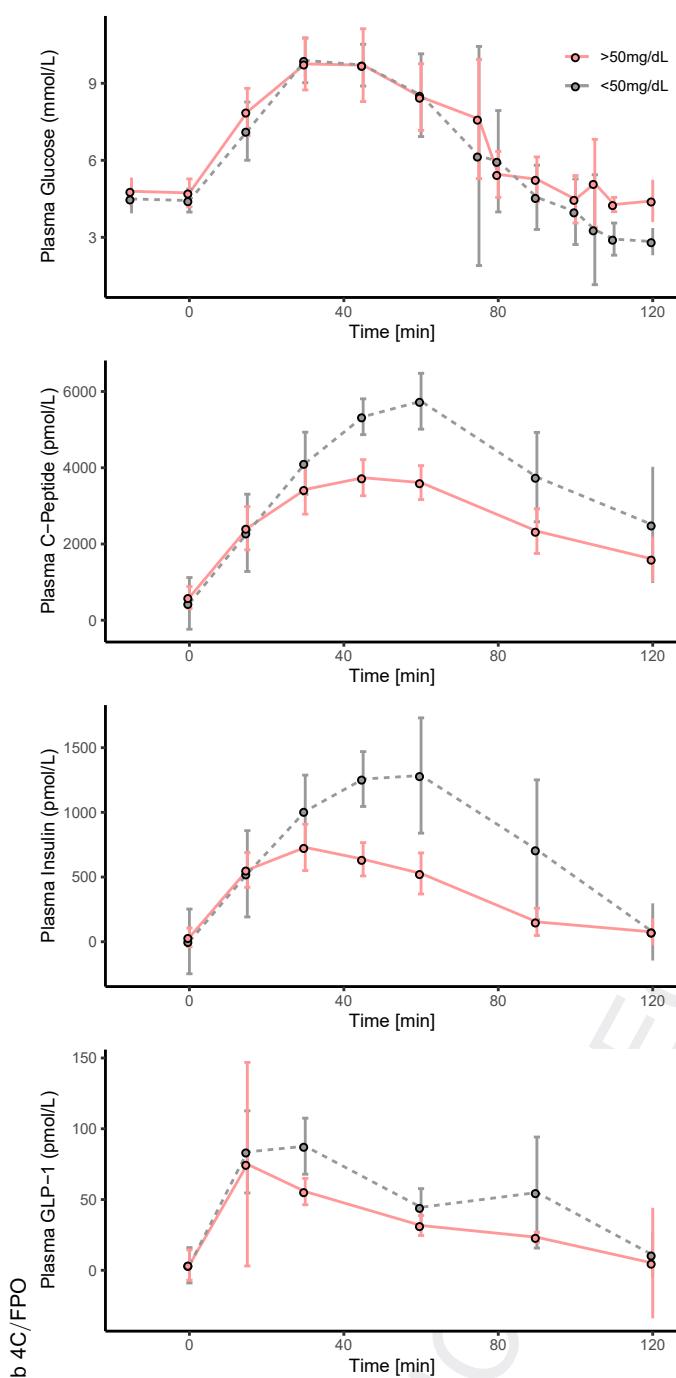 Plasma Glucose (mmol/L)
9
6
3
>50mg/dL
<50mg/dL
0
40
80
120
Time [min]
Plasma C−Peptide (pmol/L)
6000
4000
2000
0
0
40
80
120
Time [min]
Plasma Insulin (pmol/L)
1500
1000
500
0
0
40
80
120
Time [min]
Plasma GLP−1 (pmol/L)
150
100
50
0
0
40
80
120
Time [min]
b 4C/FPO